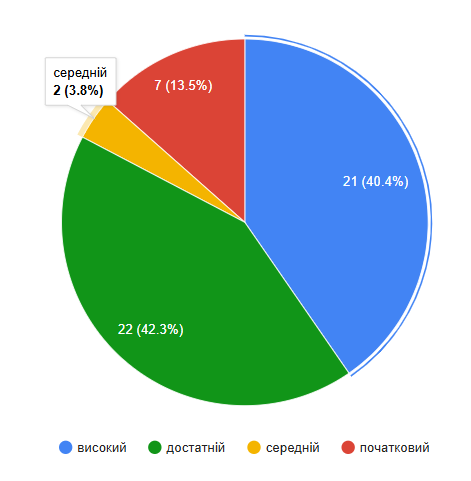 середній
2 (3.8%)
7 (13.5%)
21 (40.4%)
22 (42.3%)
високий
достатній
середній
початковий